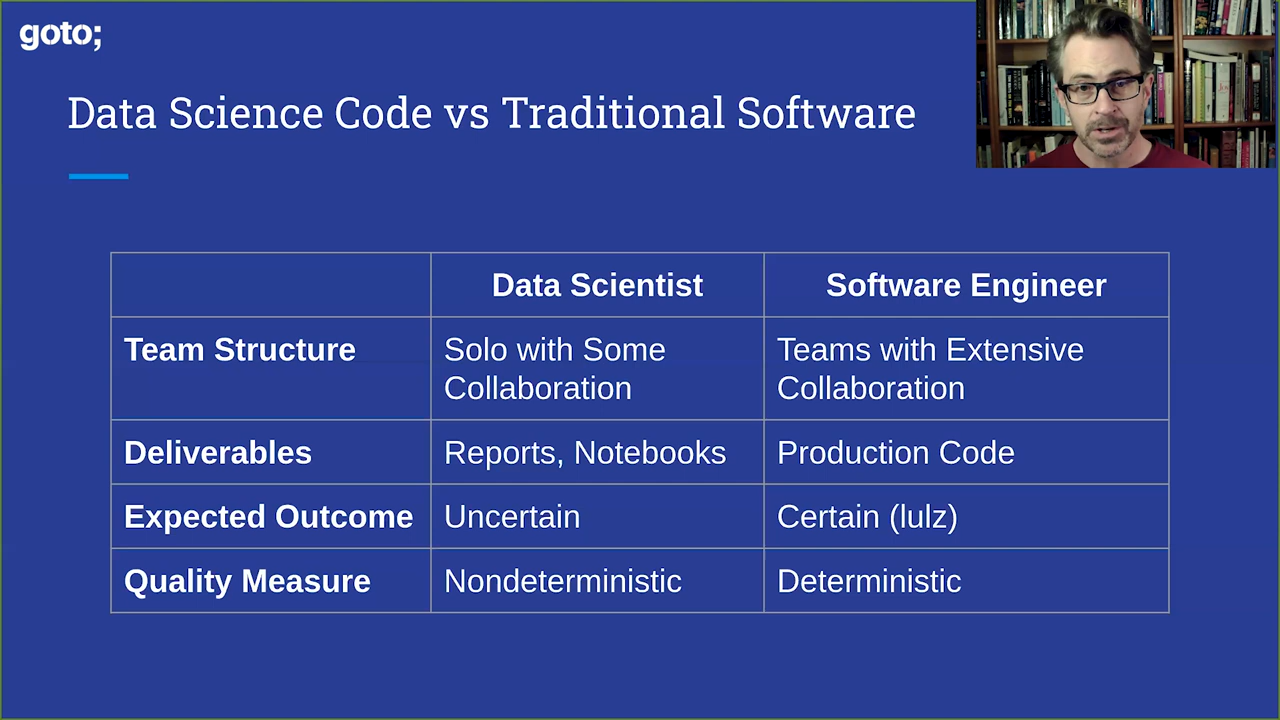 goto;
Data Science Code vs Traditional Software
Data Scientist
Software Engineer
Team Structure
Solo with Some
Collaboration
Teams with Extensive
Collaboration
Deliverables
Reports, Notebooks
Production Code
Expected Outcome
Uncertain
Certain (lulz)
Quality Measure
Nondeterministic
Deterministic